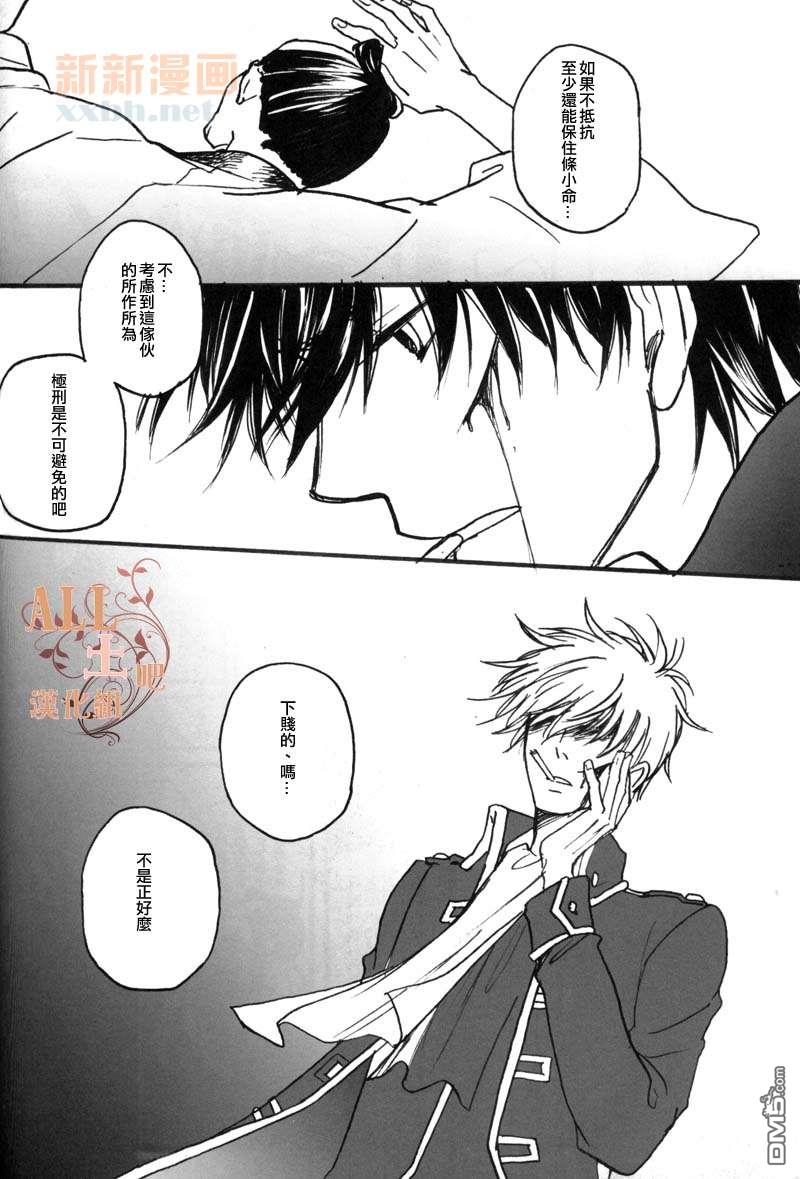 新新漫画
xxbh.net
如果不抵抗
至少還能保住條小命…
不…
考慮到這傢伙
的所作所為
極刑是不可避免的吧
下賤的、嗎…
不是正好麼
ALL
主吧
漢化組
DM5.com